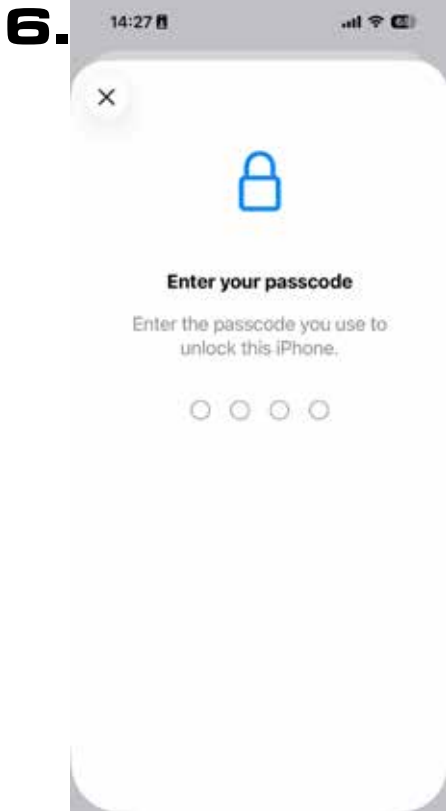 6.
14:27
Enter your passcode
Enter the passcode you use to
unlock this iPhone.